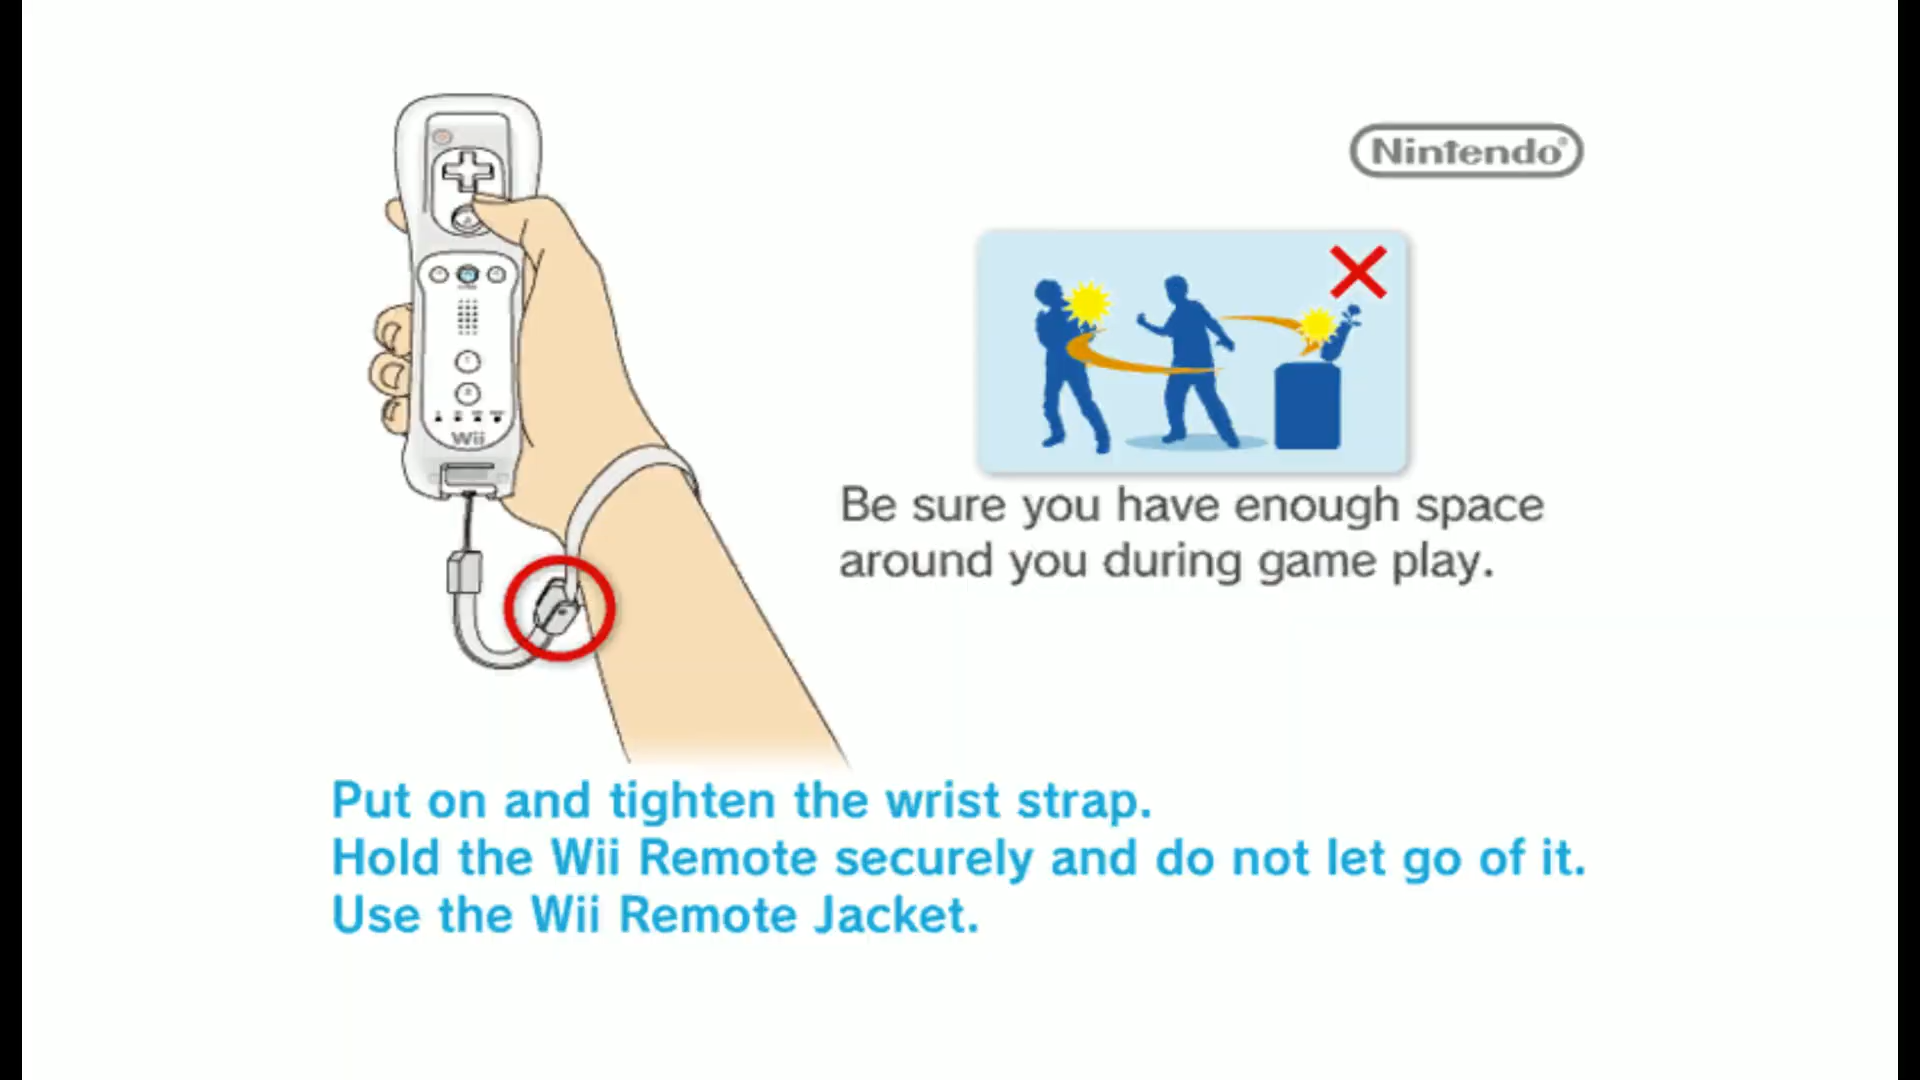 Nintendo®
Wii
Be sure you have enough space
around you during game play.
Put on and tighten the wrist strap.
Hold the Wii Remote securely and do not let go of it.
Use the Wii Remote Jacket.